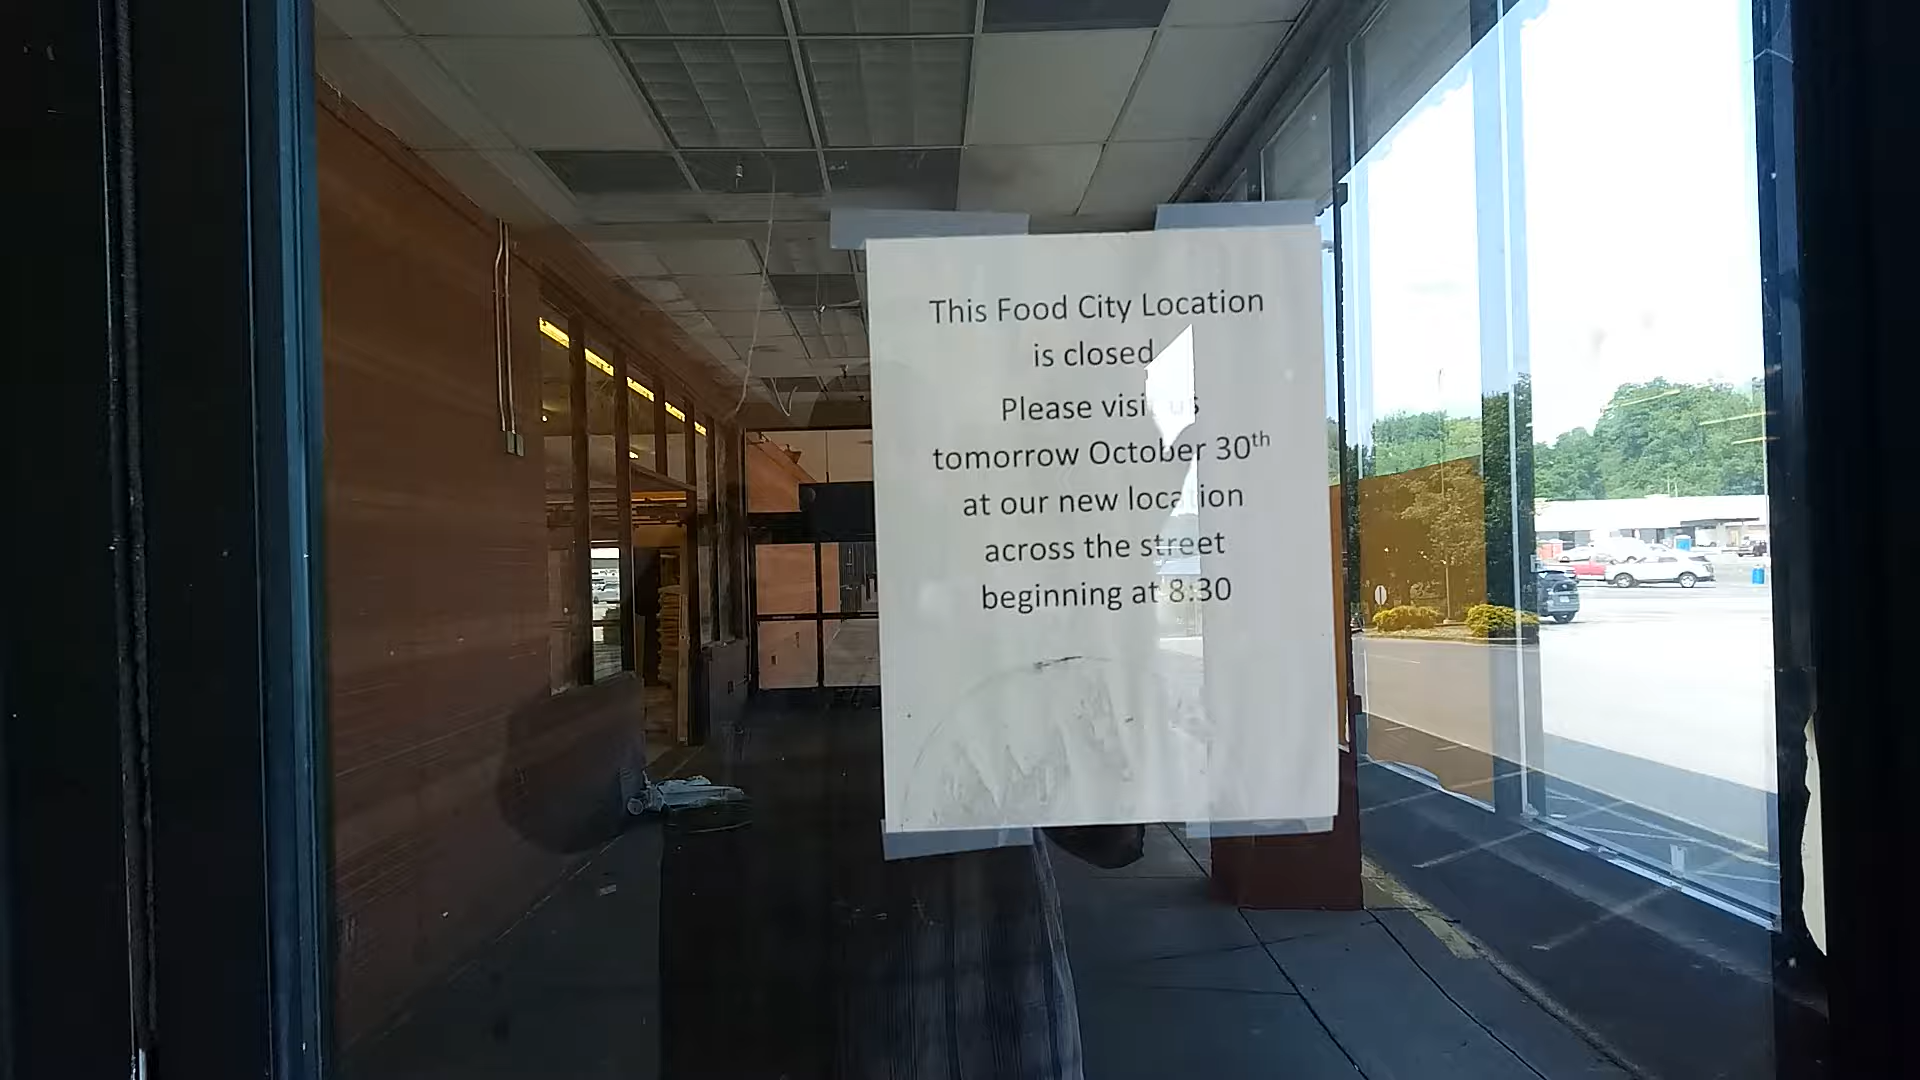 This Food City Location
is closed
Please visit us
tomorrow October 30th
at our new location
across the street
beginning at 8:30